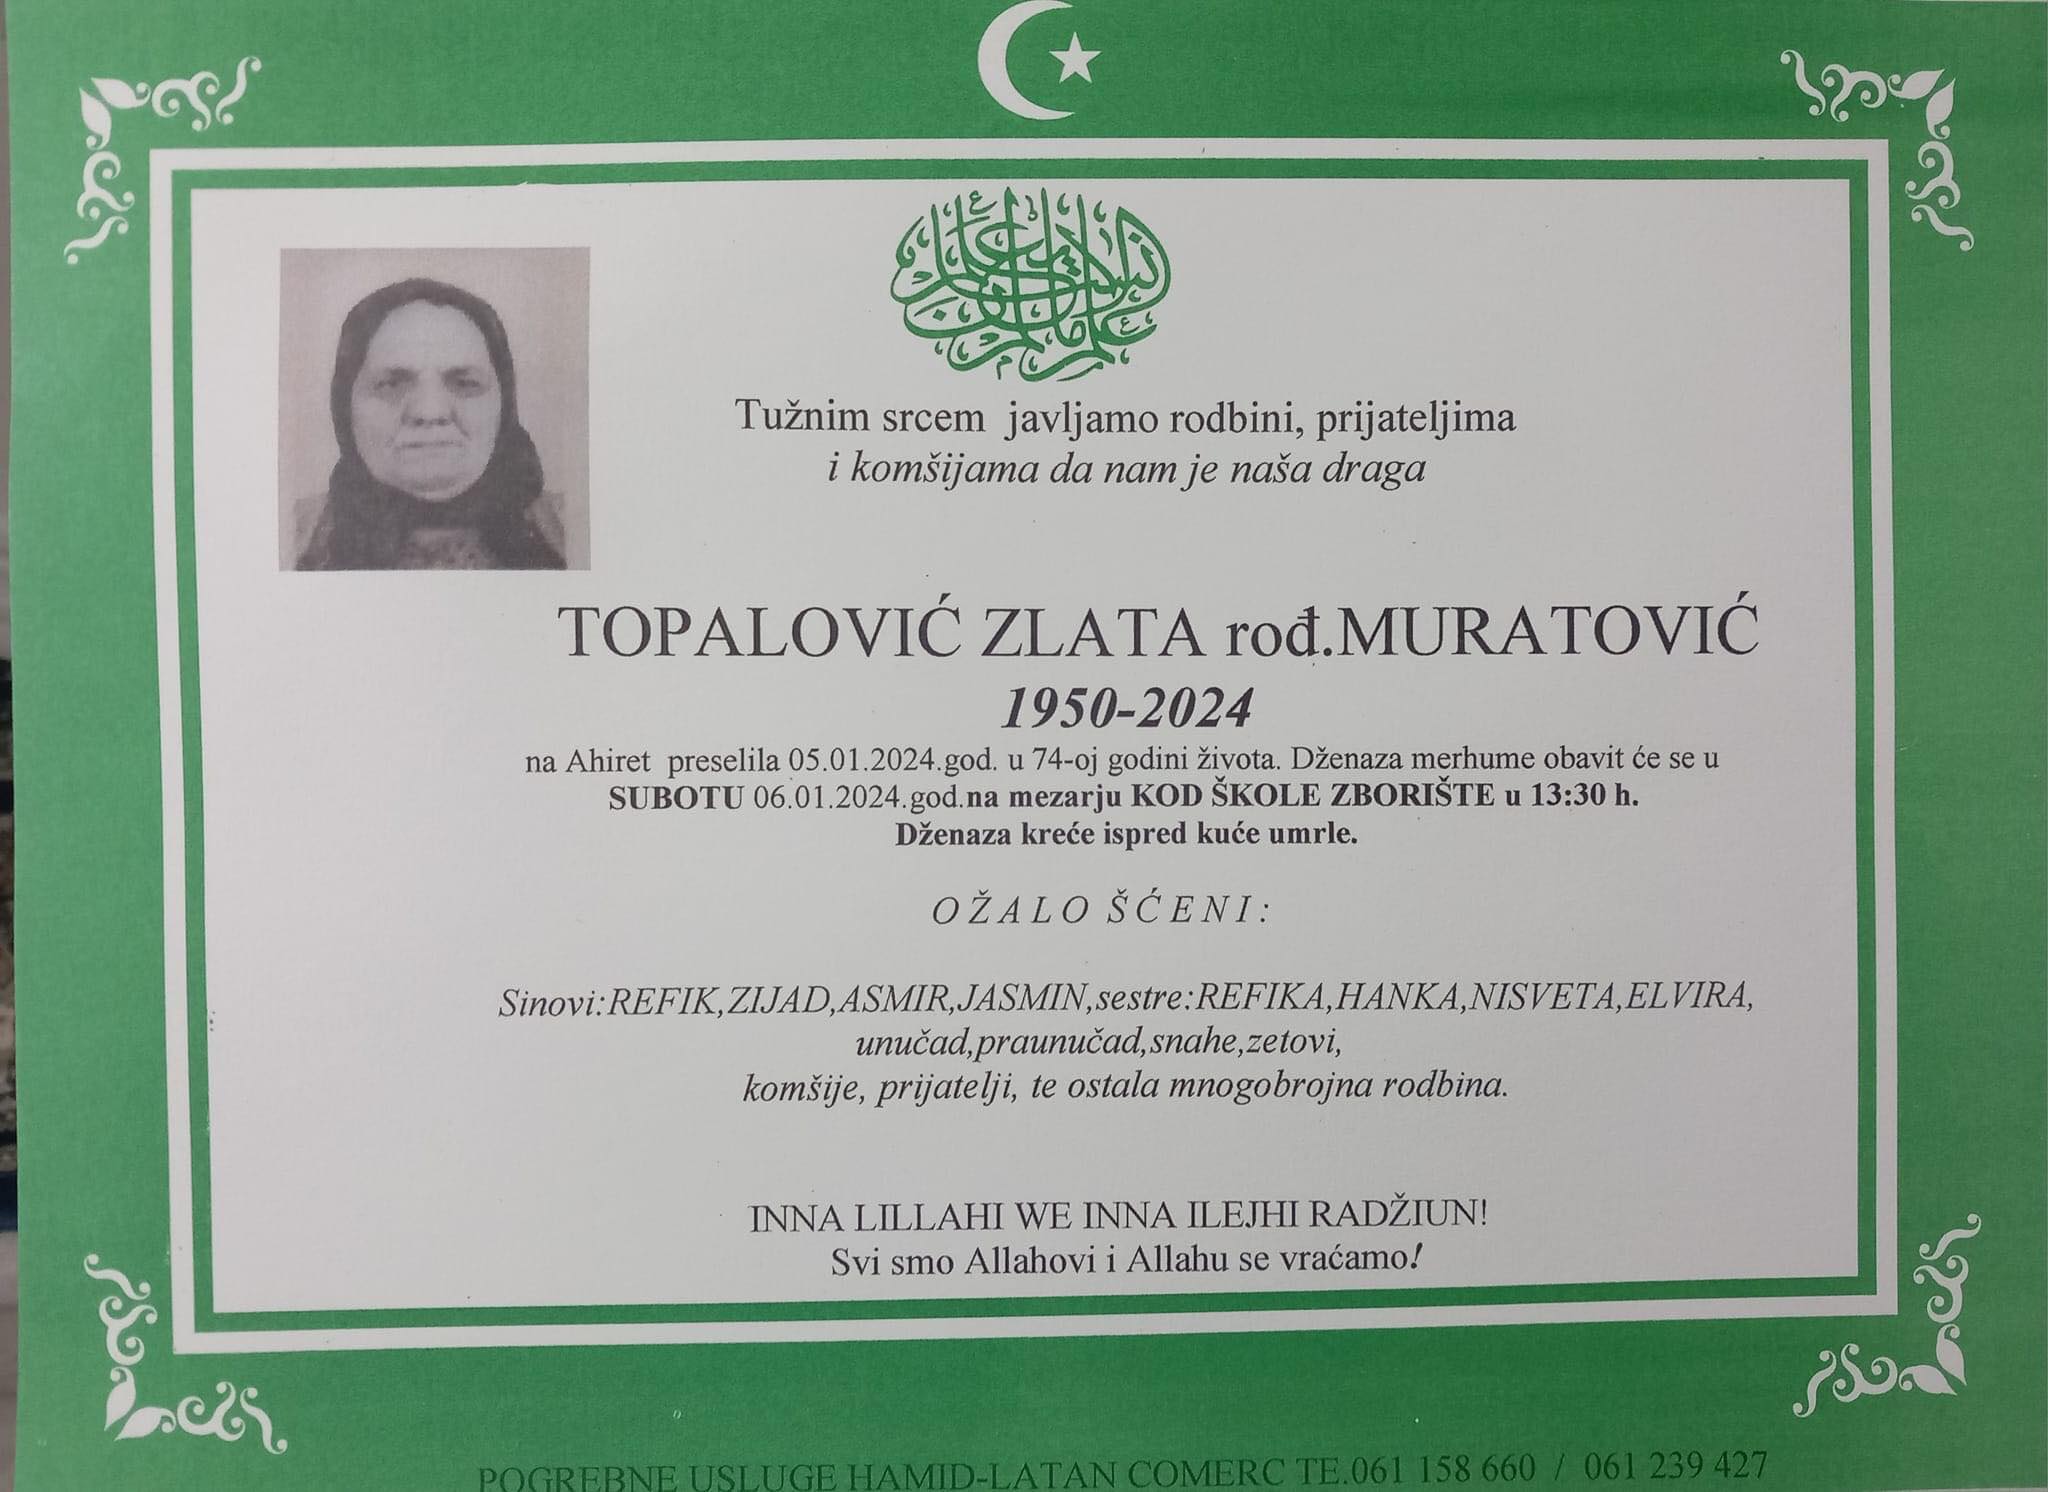 Tužnim srcem javljamo rodbini, prijateljima
i komšijama da nam je naša draga
TOPALOVIĆ ZLATA rođ.MURATOVIĆ
1950-2024
na Ahiret preselila 05.01.2024.god. u 74-oj godini života. Dženaza merhume obavit će se u
SUBOTU 06.01.2024.god.na mezarju KOD ŠKOLE ZBORIŠTE u 13:30 h.
Dženaza kreće ispred kuće umrle.
OŽALO ŠĆENI:
Sinovi:REFIK,ZIJAD,ASMIR,JASMIN,sestre:REFIKA,HANKA,NISVETA,ELVIRA,
unučad,praunučad,snahe,zetovi,
komšije, prijatelji, te ostala mnogobrojna rodbina.
INNA LILLAHI WE INNA ILEJHI RADŽIUN!
Svi smo Allahovi i Allahu se vraćamo!
POGREBNE USLUGE HAMID-LATAN COMERC TE.061 158 660 / 061 239 427